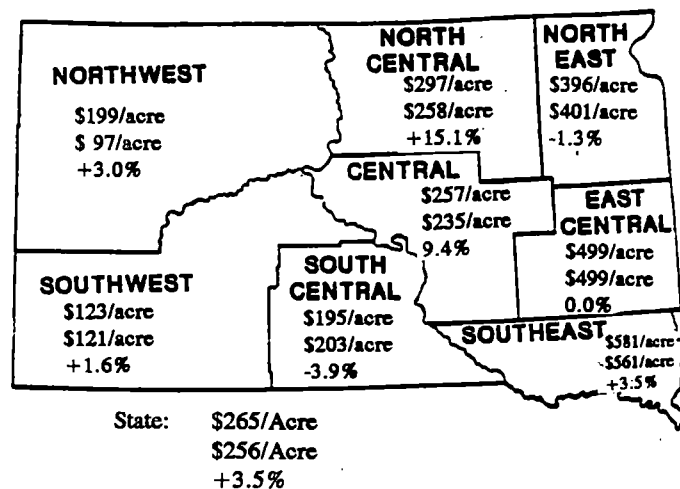 NORTHWEST
$199/acre
$ 97/acre
+3.0%
NORTH
CENTRAL
$297/acre
$258/acre
+15.1%
NORTH
EAST
$396/acre
$401/acre
-1.3%
CENTRAL
$257/acre
$235/acre
9.4%
EAST
CENTRAL
$499/acre
$499/acre
0.0%
SOUTHWEST
$123/acre
$121/acre
+1.6%
SOUTH
CENTRAL
$195/acre
$203/acre
-3.9%
SOUTHEAST
$581/acre
$561/acre
+3.5%
State: $265/Acre
$256/Acre
+3.5%